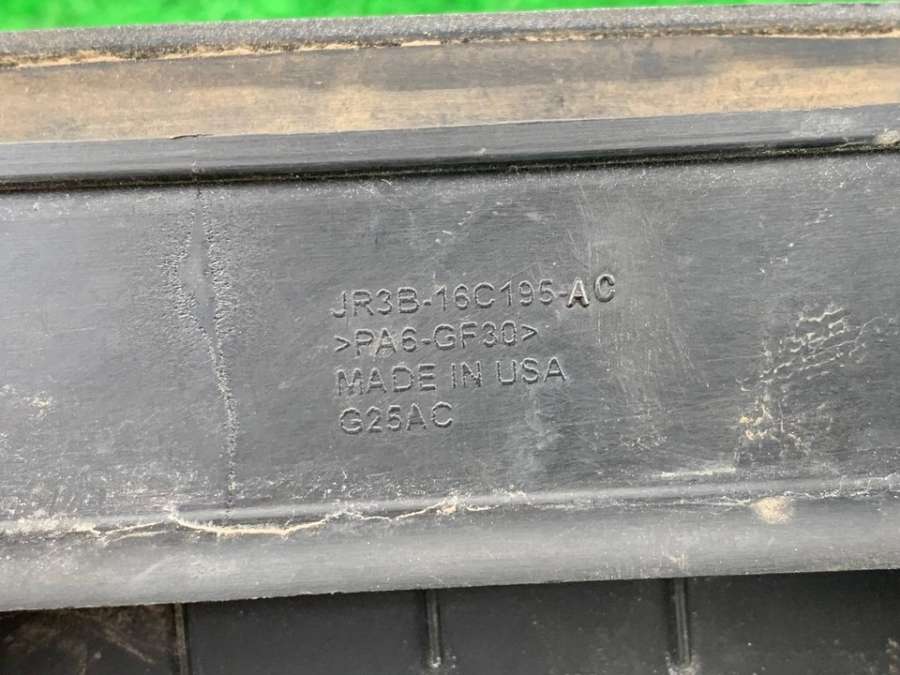 JR3B-16C195-AC
>PA6-GF30>
MADE IN USA
G25AC